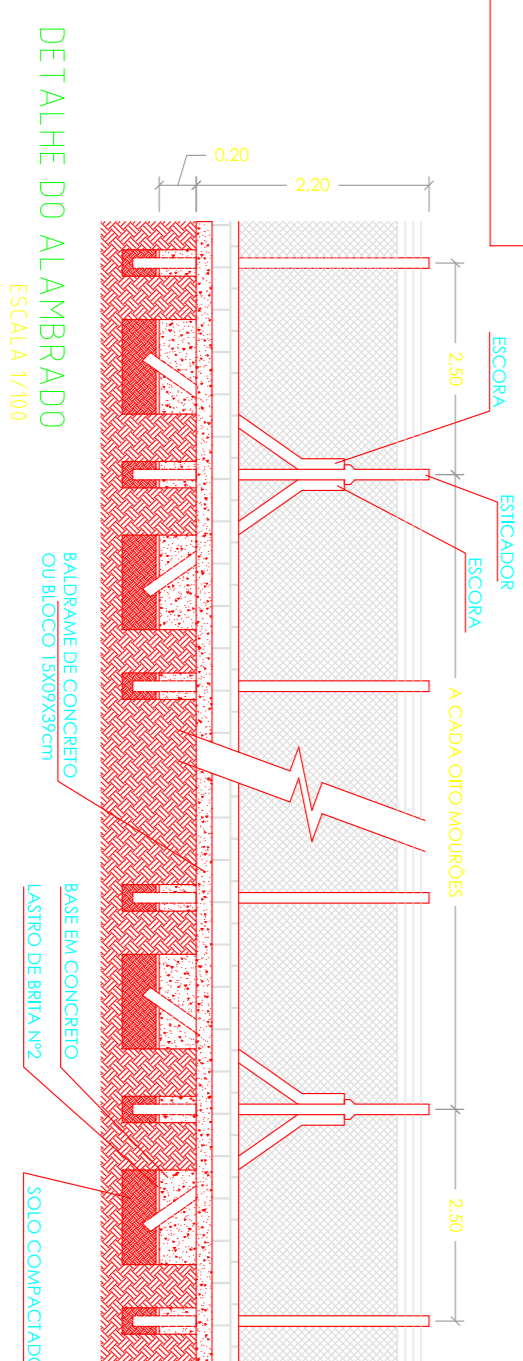 ESCORA
ESTICADOR
ESCORA
2,50
A CADA OITO MOURÕES
2,50
2.20
0.20
BALDRAME DE CONCRETO
OU BLOCO 15X09X39cm
BASE EM CONCRETO
LASTRO DE BRITA Nº2
SOLO COMPACTADO
DETALHE DO ALAMBRADO
ESCALA 1/100